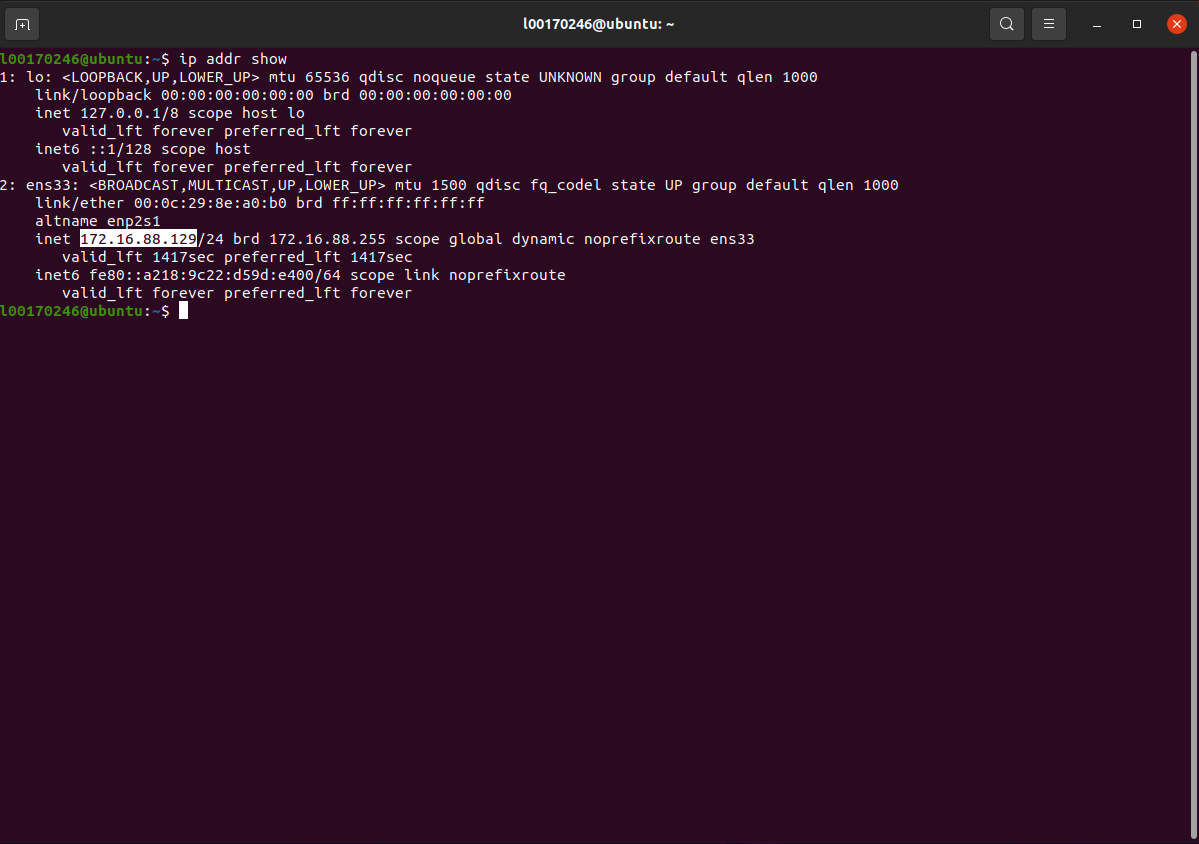 l00170246@ubuntu: ~
l00170246@ubuntu:~$ ip addr show
1: lo: <LOOPBACK,UP,LOWER_UP> mtu 65536 qdisc noqueue state UNKNOWN group default qlen 1000
    link/loopback 00:00:00:00:00:00 brd 00:00:00:00:00:00
    inet 127.0.0.1/8 scope host lo
       valid_lft forever preferred_lft forever
    inet6 ::1/128 scope host
       valid_lft forever preferred_lft forever
2: ens33: <BROADCAST,MULTICAST,UP,LOWER_UP> mtu 1500 qdisc fq_codel state UP group default qlen 1000
    link/ether 00:0c:29:8e:a0:b0 brd ff:ff:ff:ff:ff:ff
    altname enp2s1
    inet 172.16.88.129/24 brd 172.16.88.255 scope global dynamic noprefixroute ens33
       valid_lft 1417sec preferred_lft 1417sec
    inet6 fe80::a218:9c22:d59d:e400/64 scope link noprefixroute
       valid_lft forever preferred_lft forever
l00170246@ubuntu:~$